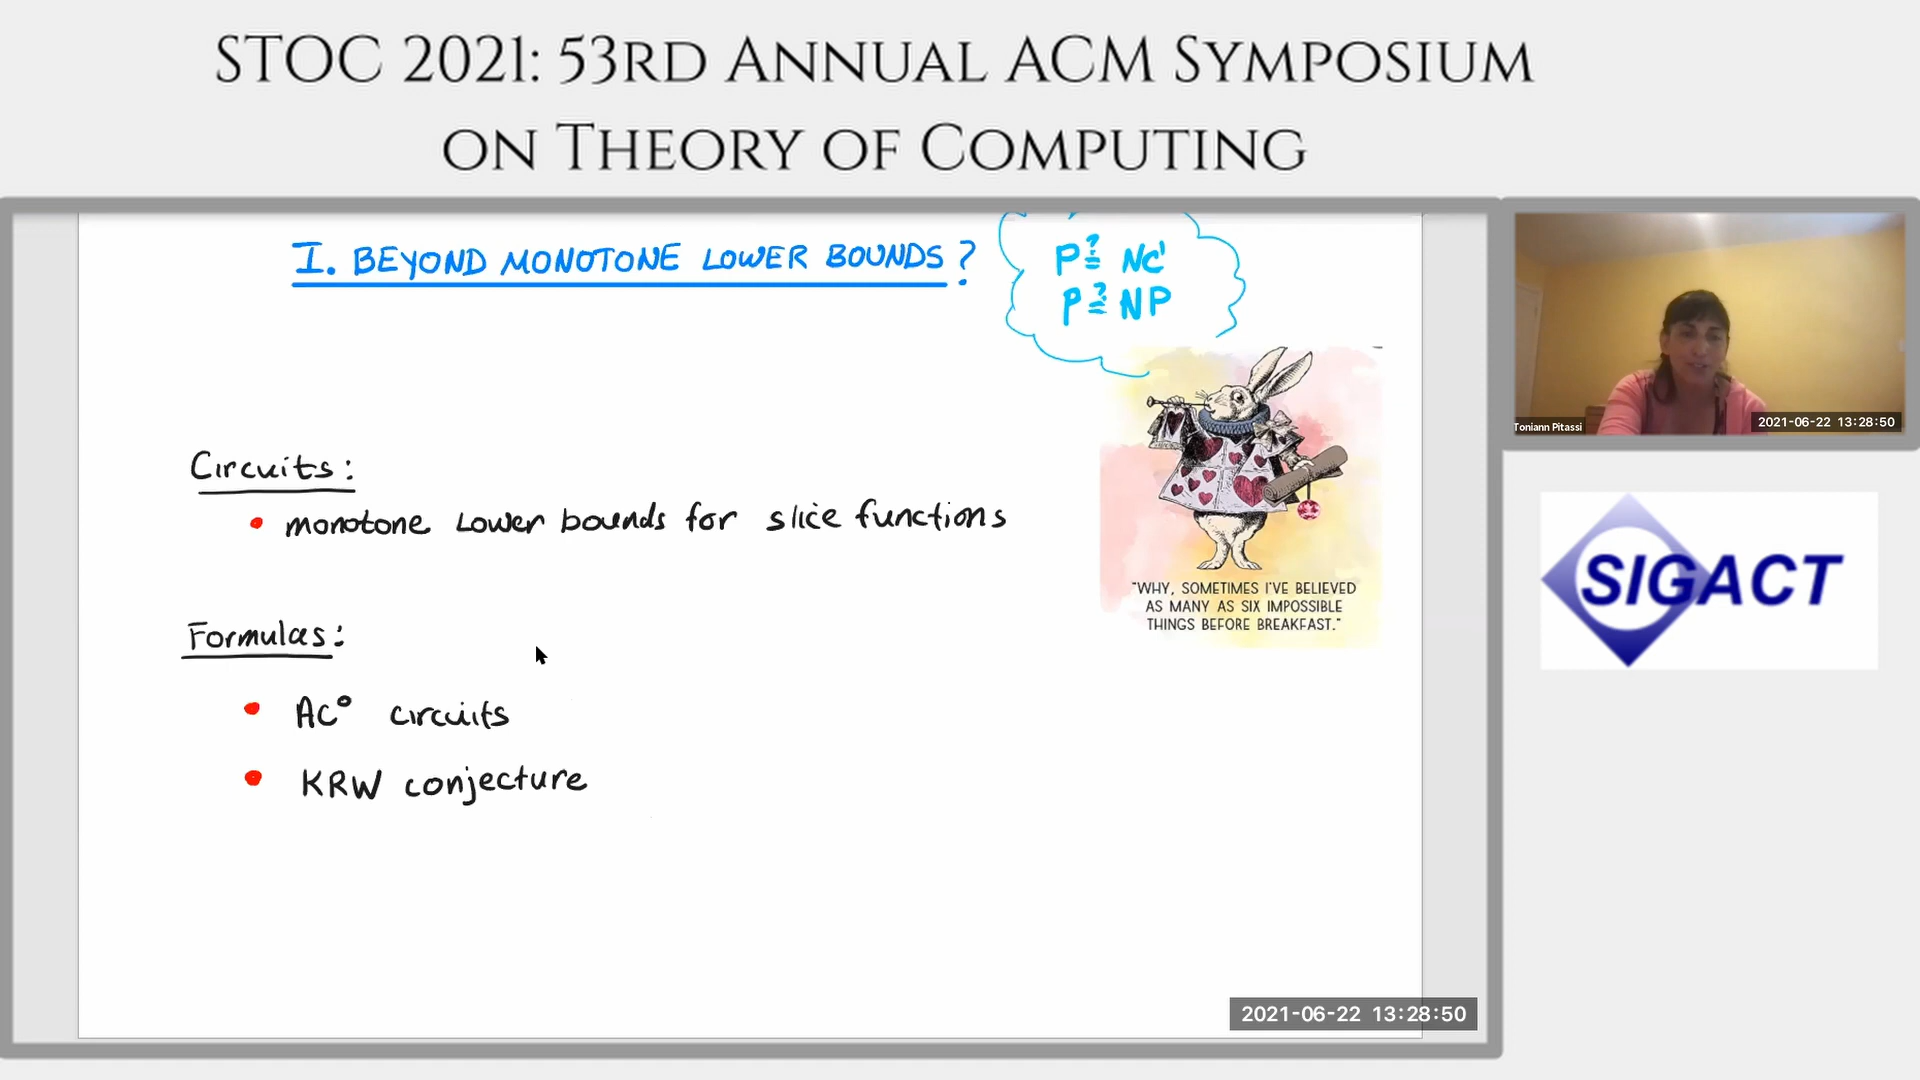 STOC 2021: 53RD ANNUAL ACM SYMPOSIUM
ON THEORY OF COMPUTING
I. BEYOND MONOTONE LOWER BOUNDS?
P ≟ NC¹
P ≟ NP
Circuits:
• monotone Lower bounds for slice functions
Formulas:
• AC⁰ circuits
• KRW conjecture
"WHY, SOMETIMES I'VE BELIEVED
AS MANY AS SIX IMPOSSIBLE
THINGS BEFORE BREAKFAST."
2021-06-22 13:28:50
Toniann Pitassi
2021-06-22 13:28:50
SIGACT